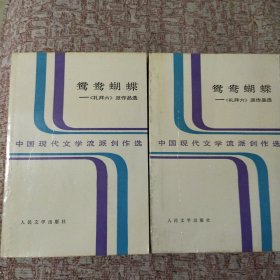 鸳鸯蝴蝶
——《礼拜六》派作品选
中国现代文学流派创作选
人民文学出版社
鸳鸯蝴蝶
——《礼拜六》派作品选
中国现代文学流派创作选
人民文学出版社